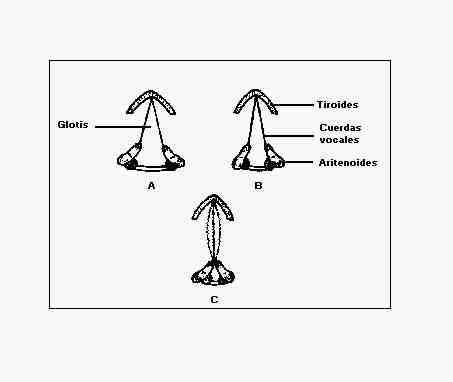 Glotis
Tiroides
Cuerdas
vocales
Aritenoides
A
B
C